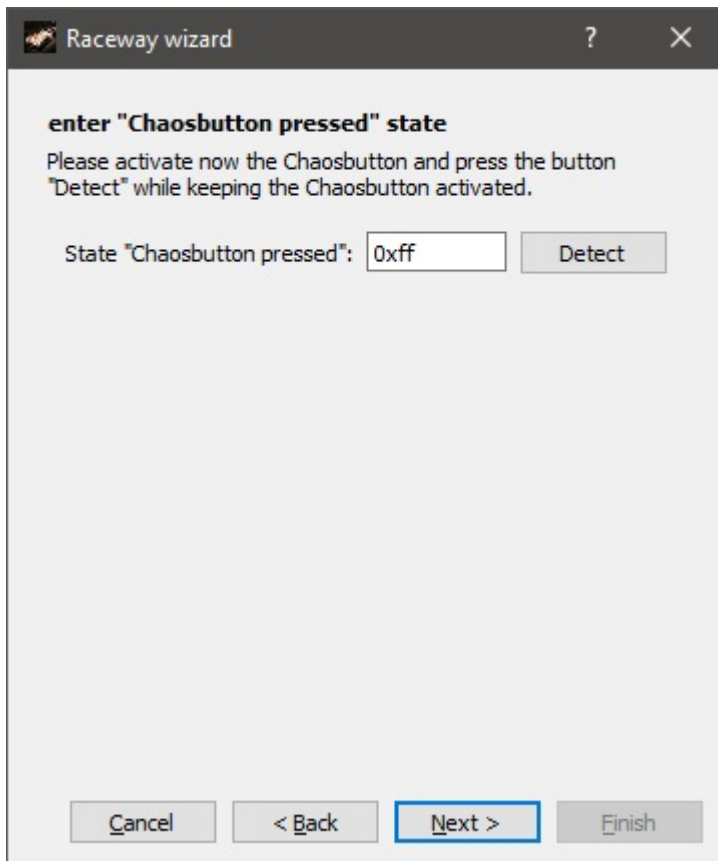 Raceway wizard ?
enter "Chaosbutton pressed" state
Please activate now the Chaosbutton and press the button
"Detect" while keeping the Chaosbutton activated.
State "Chaosbutton pressed": 0xff Detect
Cancel < Back Next > Finish